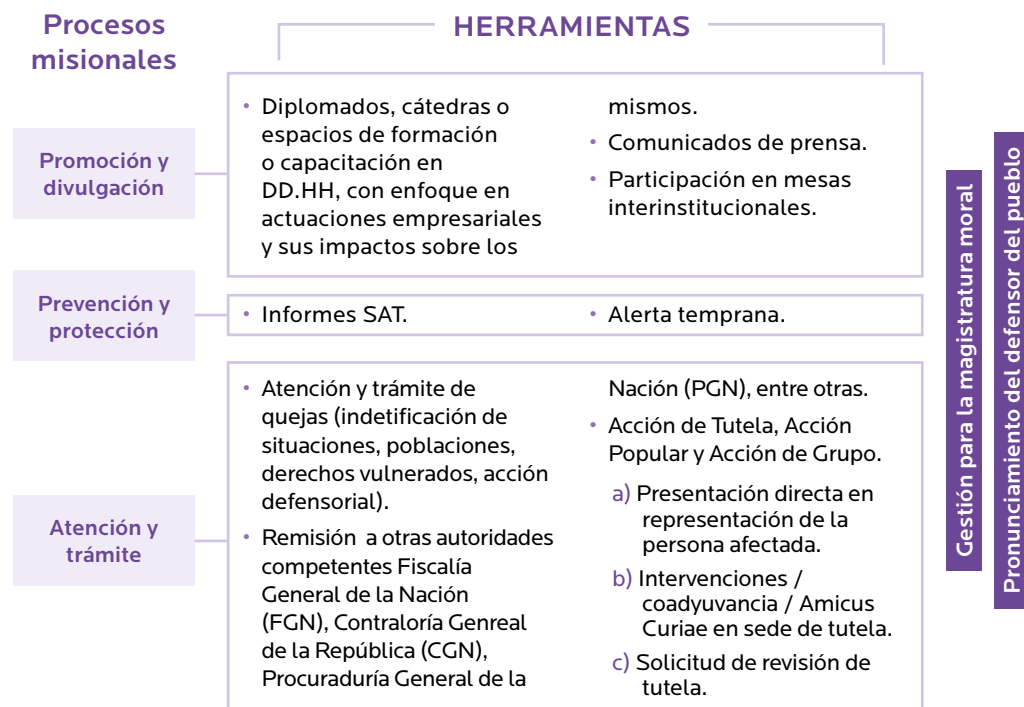 Procesos
misionales
HERRAMIENTAS
Promoción y
divulgación
• Diplomados, cátedras o
espacios de formación
o capacitación en
DD.HH, con enfoque en
actuaciones empresariales
y sus impactos sobre los
mismos.
• Comunicados de prensa.
• Participación en mesas
interinstitucionales.
Prevención y
protección
• Informes SAT.
• Alerta temprana.
Atención y
trámite
• Atención y trámite de
quejas (indetificación de
situaciones, poblaciones,
derechos vulnerados, acción
defensorial).
• Remisión a otras autoridades
competentes Fiscalía
General de la Nación
(FGN), Contraloría Genreal
de la República (CGN),
Procuraduría General de la
Nación (PGN), entre otras.
• Acción de Tutela, Acción
Popular y Acción de Grupo.
a) Presentación directa en
representación de la
persona afectada.
b) Intervenciones /
coadyuvancia / Amicus
Curiae en sede de tutela.
c) Solicitud de revisión de
tutela.
Gestión para la magistratura moral
Pronunciamiento del defensor del pueblo